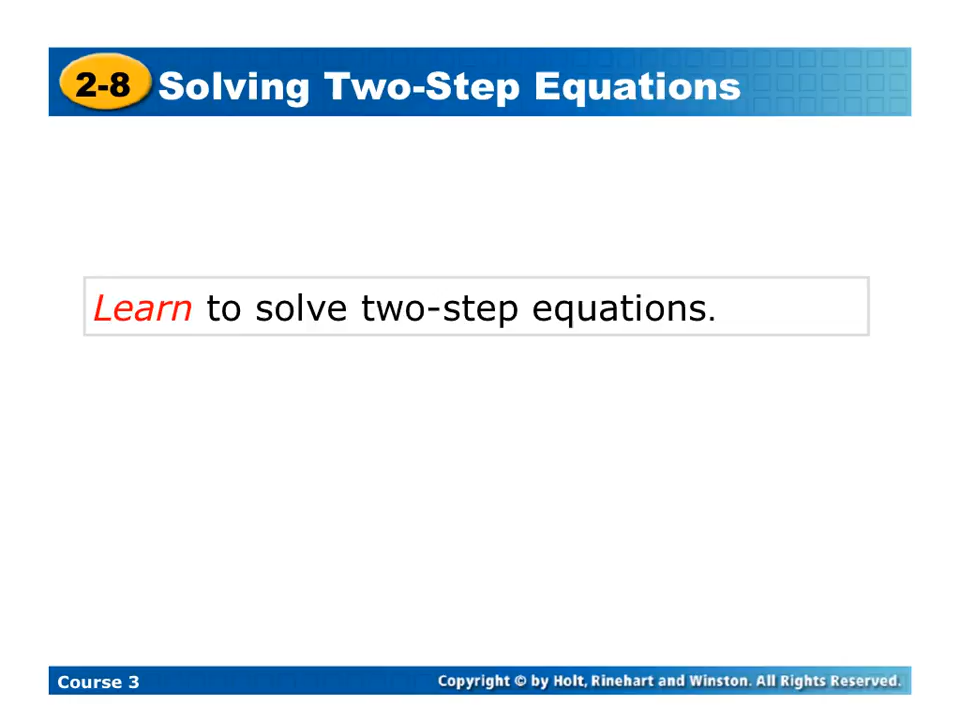 2-8 Solving Two-Step Equations
Learn to solve two-step equations.
Course 3
Copyright © by Holt, Rinehart and Winston. All Rights Reserved.